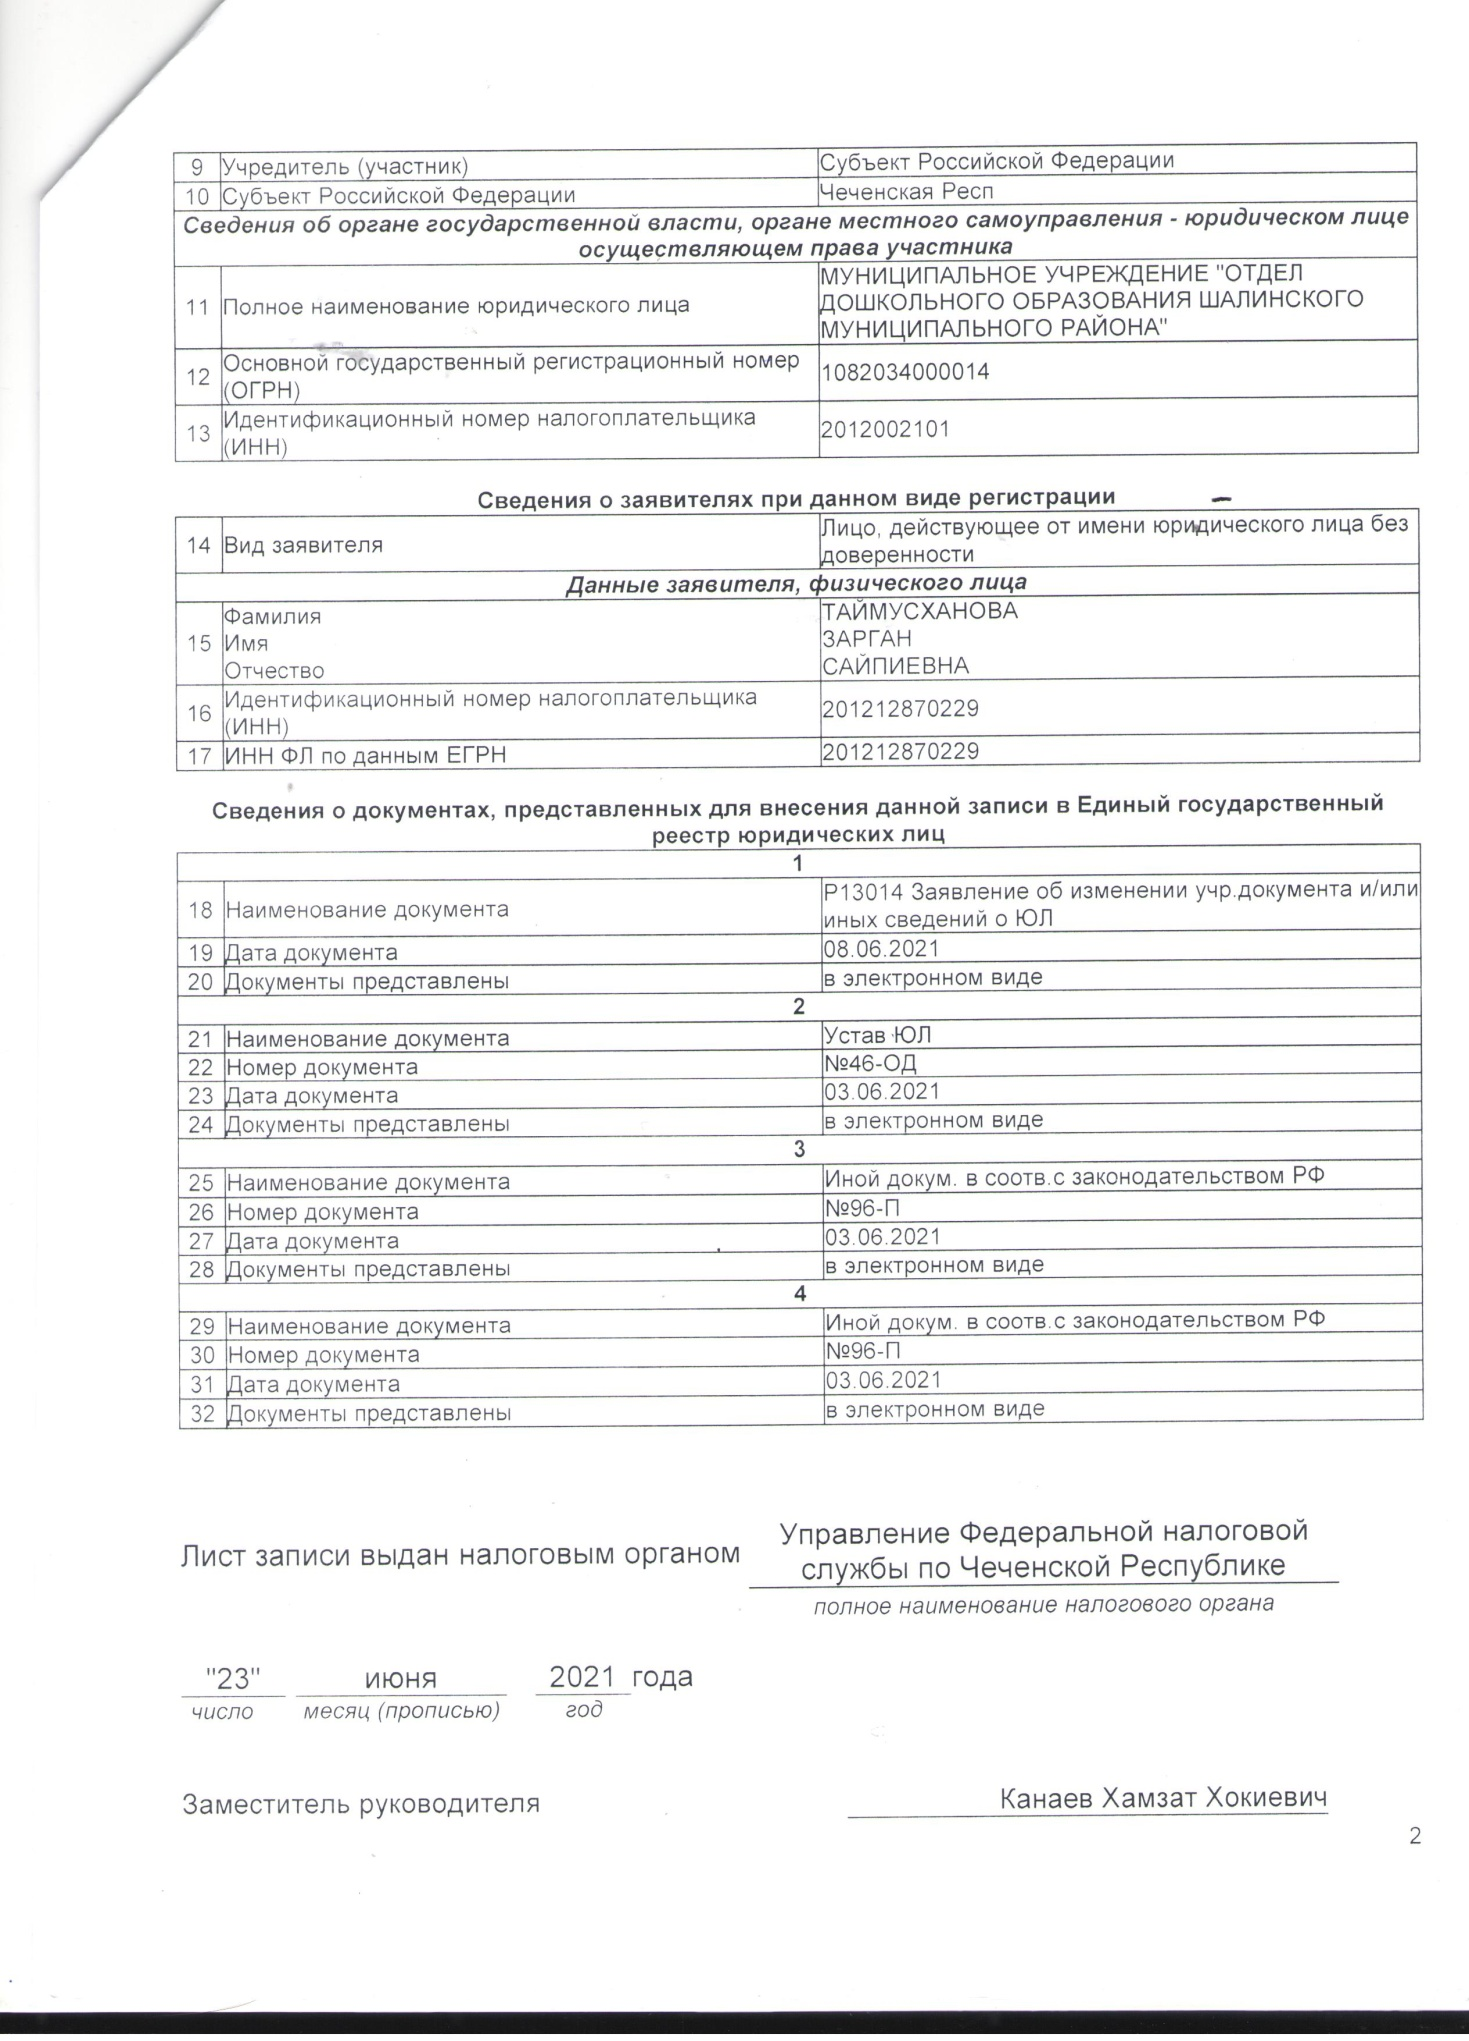 9 Учредитель (участник) Субъект Российской Федерации
10 Субъект Российской Федерации Чеченская Респ
Сведения об органе государственной власти, органе местного самоуправления - юридическом лице
осуществляющем права участника
11 Полное наименование юридического лица МУНИЦИПАЛЬНОЕ УЧРЕЖДЕНИЕ "ОТДЕЛ
ДОШКОЛЬНОГО ОБРАЗОВАНИЯ ШАЛИНСКОГО
МУНИЦИПАЛЬНОГО РАЙОНА"
12 Основной государственный регистрационный номер
(ОГРН) 1082034000014
13 Идентификационный номер налогоплательщика
(ИНН) 2012002101
Сведения о заявителях при данном виде регистрации
14 Вид заявителя Лицо, действующее от имени юридического лица без
доверенности
Данные заявителя, физического лица
15 Фамилия ТАЙМУСХАНОВА
Имя ЗАРГАН
Отчество САЙПИЕВНА
16 Идентификационный номер налогоплательщика
(ИНН) 201212870229
17 ИНН ФЛ по данным ЕГРН 201212870229
Сведения о документах, представленных для внесения данной записи в Единый государственный
реестр юридических лиц
1
18 Наименование документа Р13014 Заявление об изменении учр.документа и/или
иных сведений о ЮЛ
19 Дата документа 08.06.2021
20 Документы представлены в электронном виде
2
21 Наименование документа Устав ЮЛ
22 Номер документа №46-ОД
23 Дата документа 03.06.2021
24 Документы представлены в электронном виде
3
25 Наименование документа Иной докум. в соотв.с законодательством РФ
26 Номер документа №96-П
27 Дата документа 03.06.2021
28 Документы представлены в электронном виде
4
29 Наименование документа Иной докум. в соотв.с законодательством РФ
30 Номер документа №96-П
31 Дата документа 03.06.2021
32 Документы представлены в электронном виде
Лист записи выдан налоговым органом Управление Федеральной налоговой
службы по Чеченской Республике
полное наименование налогового органа
"23" июня 2021 года
число месяц (прописью) год
Заместитель руководителя Канаев Хамзат Хокиевич
2